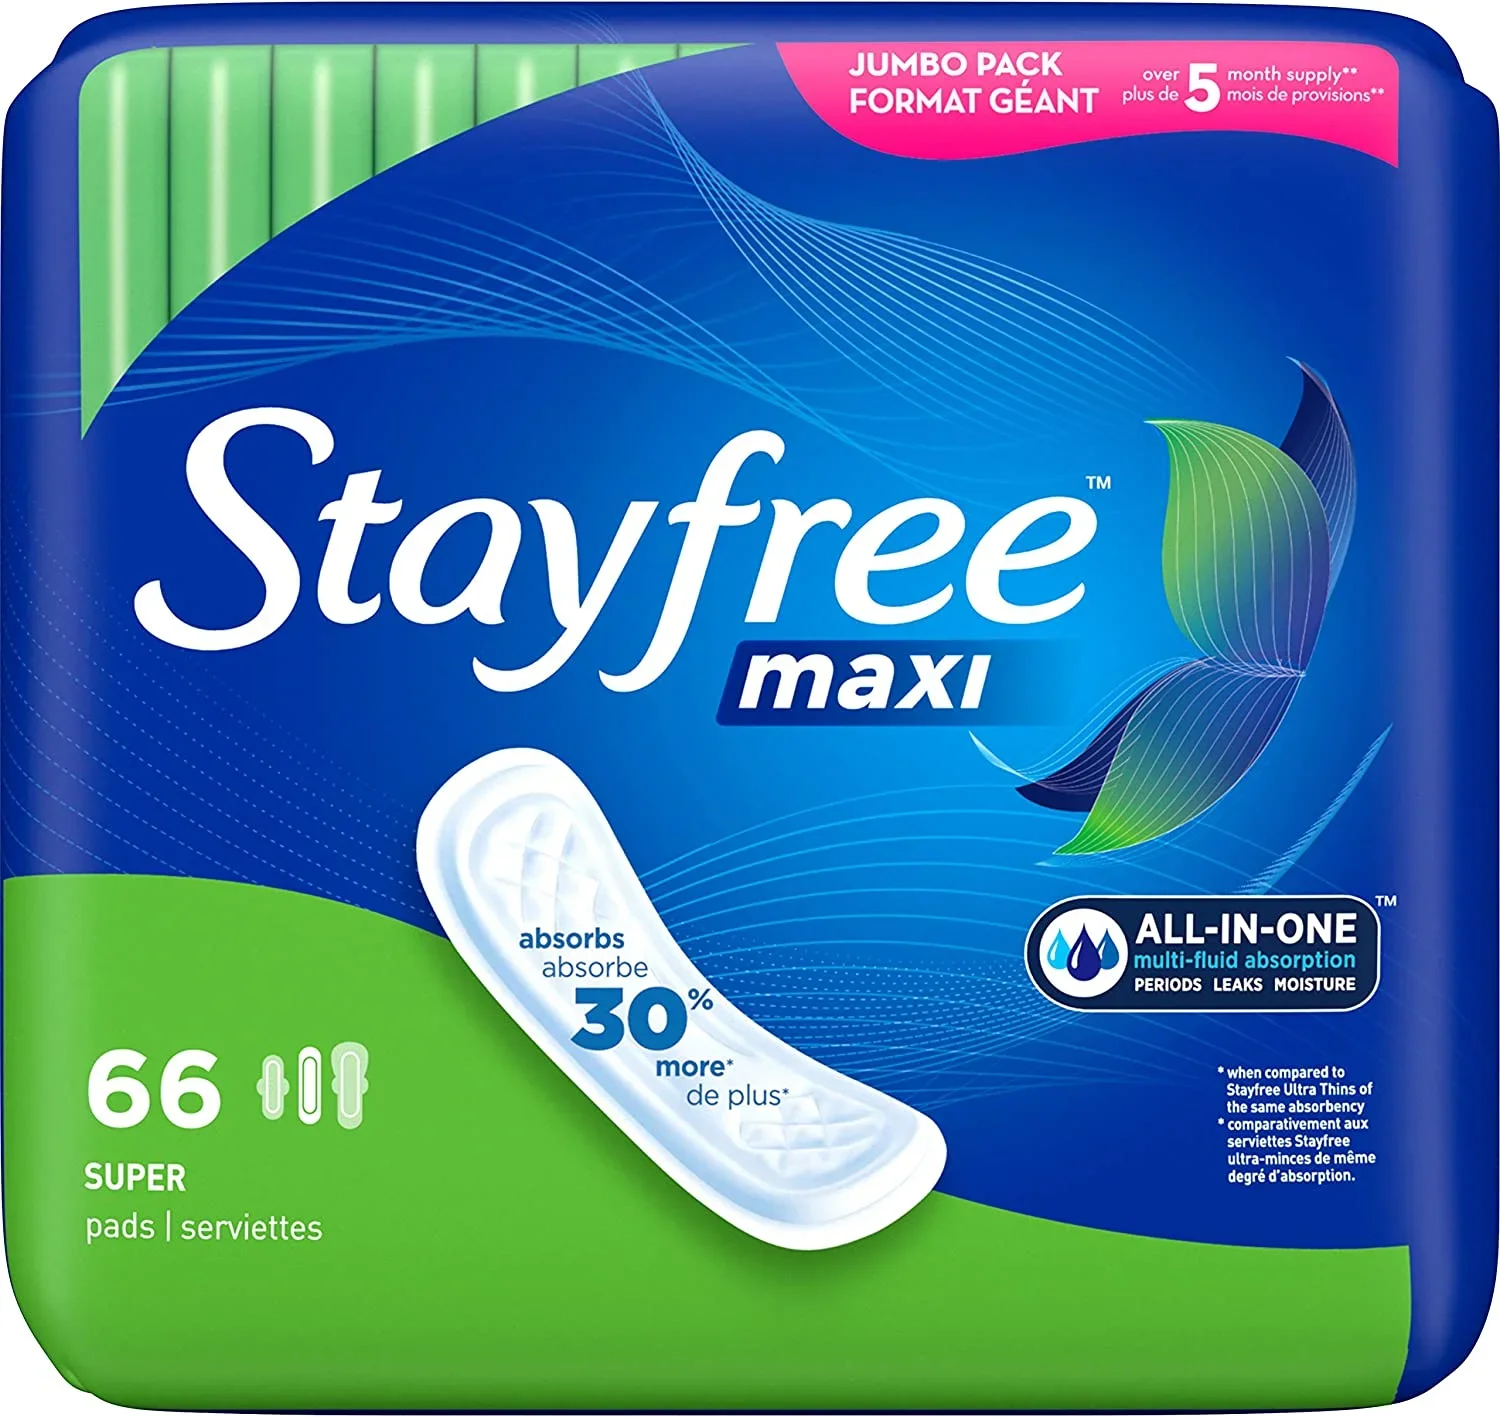 JUMBO PACK
FORMAT GÉANT
over 5 month supply**
plus de mois de provisions**
Stayfree™
maxi
absorbs
absorbe
30%
more*
de plus*
ALL-IN-ONE™
multi-fluid absorption
PERIODS LEAKS MOISTURE
* when compared to
Stayfree Ultra Thins of
the same absorbency
* comparativement aux
serviettes Stayfree
ultra-minces de même
degré d'absorption.
66
SUPER
pads | serviettes